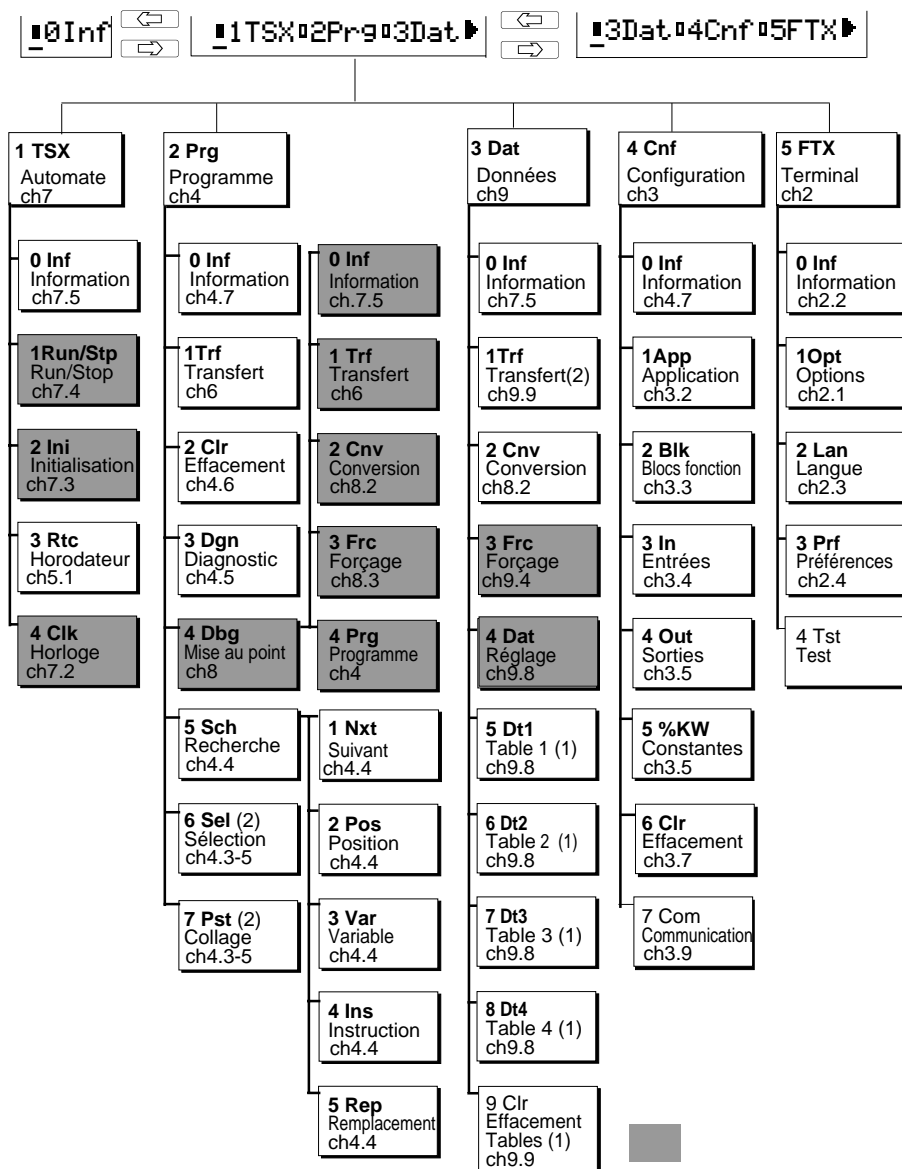 0Inf
1TSX 2Prg 3Dat
3Dat 4Cnf 5FTX
1 TSX
Automate
ch7
0 Inf
Information
ch7.5
1Run/Stp
Run/Stop
ch7.4
2 Ini
Initialisation
ch7.3
3 Rtc
Horodateur
ch5.1
4 Clk
Horloge
ch7.2
2 Prg
Programme
ch4
0 Inf
Information
ch4.7
1Trf
Transfert
ch6
2 Clr
Effacement
ch4.6
3 Dgn
Diagnostic
ch4.5
4 Dbg
Mise au point
ch8
5 Sch
Recherche
ch4.4
6 Sel (2)
Sélection
ch4.3-5
7 Pst (2)
Collage
ch4.3-5
0 Inf
Information
ch.7.5
1 Trf
Transfert
ch6
2 Cnv
Conversion
ch8.2
3 Frc
Forçage
ch8.3
4 Prg
Programme
ch4
1 Nxt
Suivant
ch4.4
2 Pos
Position
ch4.4
3 Var
Variable
ch4.4
4 Ins
Instruction
ch4.4
5 Rep
Remplacement
ch4.4
3 Dat
Données
ch9
0 Inf
Information
ch7.5
1Trf
Transfert(2)
ch9.9
2 Cnv
Conversion
ch8.2
3 Frc
Forçage
ch9.4
4 Dat
Réglage
ch9.8
5 Dt1
Table 1 (1)
ch9.8
6 Dt2
Table 2 (1)
ch9.8
7 Dt3
Table 3 (1)
ch9.8
8 Dt4
Table 4 (1)
ch9.8
9 Clr
Effacement
Tables (1)
ch9.9
4 Cnf
Configuration
ch3
0 Inf
Information
ch4.7
1App
Application
ch3.2
2 Blk
Blocs fonction
ch3.3
3 In
Entrées
ch3.4
4 Out
Sorties
ch3.5
5 %KW
Constantes
ch3.5
6 Clr
Effacement
ch3.7
7 Com
Communication
ch3.9
5 FTX
Terminal
ch2
0 Inf
Information
ch2.2
1Opt
Options
ch2.1
2 Lan
Langue
ch2.3
3 Prf
Préférences
ch2.4
4 Tst
Test